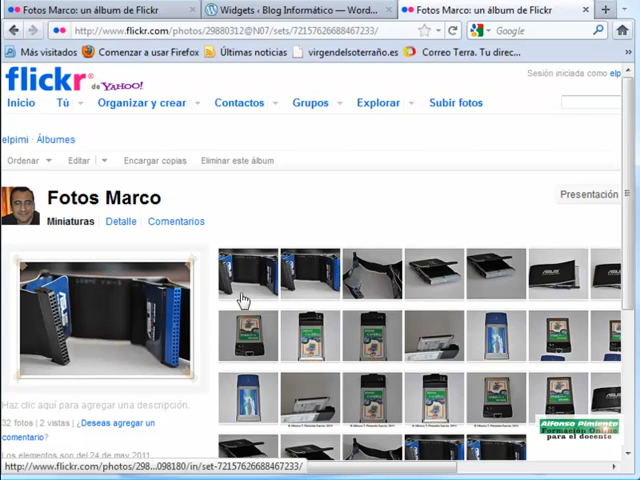 Fotos Marco: un álbum de Flickr
Widgets ‹ Blog Informático — Word...
Fotos Marco: un álbum de Flickr
http://www.flickr.com/photos/29880312@N07/sets/72157626688467233/
Google
Más visitados
Comenzar a usar Firefox
Últimas noticias
virgendelsoterraño.es
Correo Terra. Tu direc...
flickr de YAHOO!
Sesión iniciada como elp
Inicio
Tú
Organizar y crear
Contactos
Grupos
Explorar
Subir fotos
elpimi / Álbumes
Ordenar
Editar
Encargar copias
Eliminar este álbum
Fotos Marco
Presentación
Miniaturas
Detalle
Comentarios
ASUS
Haz clic aquí para agregar una descripción.
32 fotos | 2 vistas | ¿Deseas agregar un
comentario?
Los elementos son del 24 de may 2011
Alfonso Pimiento
Formación Online
para el docente
http://www.flickr.com/photos/298...098180/in/set-72157626688467233/